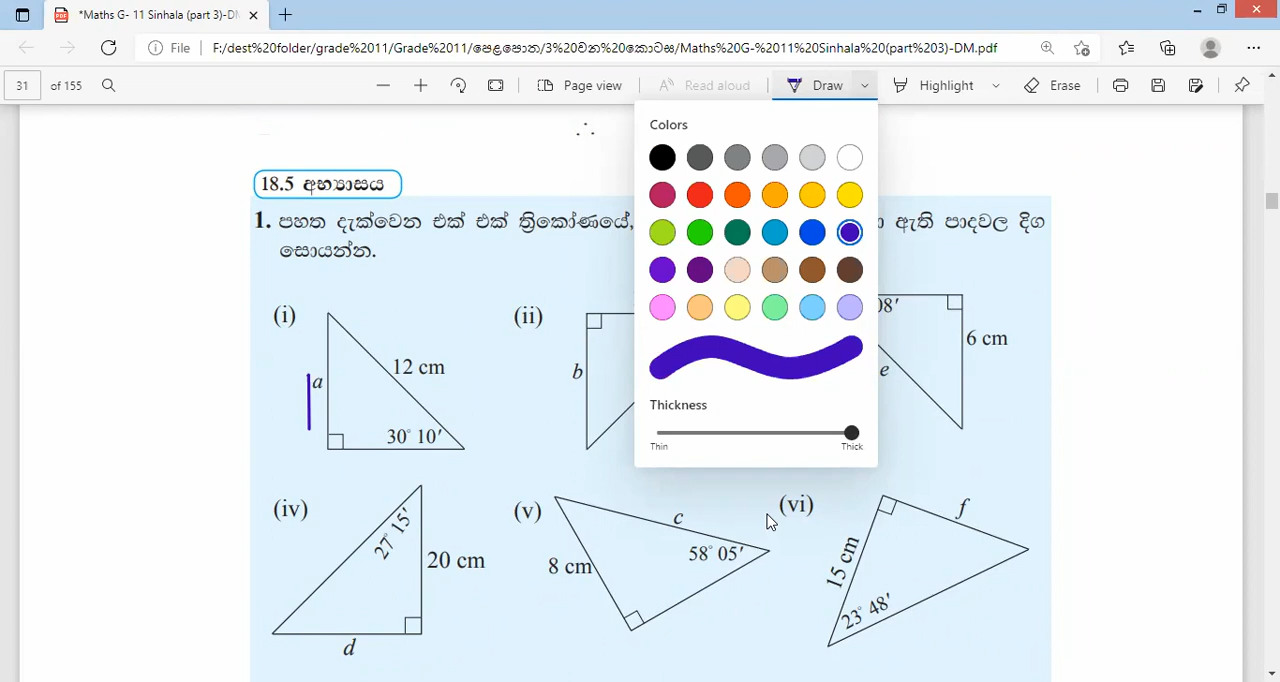 *Maths G- 11 Sinhala (part 3)-DM
File F:/dest%20folder/grade%2011/Grade%2011/පෙළපොත/3%20වන%20කොටස/Maths%20G-%2011%20Sinhala%20(part%203)-DM.pdf
31 of 155 Page view Read aloud Draw Highlight Erase
∴
Colors
18.5 අභ්‍යාසය
1. පහත දැක්වෙන එක් එක් ත්‍රිකෝණයේ, ඇති පාදවල දිග
සොයන්න.
(i) (ii) 08′
12 cm 6 cm
a b e
30° 10′
Thickness
Thin Thick
(iv) (v) (vi)
c f
27° 15′ 20 cm 8 cm 58° 05′ 15 cm
23° 48′
d